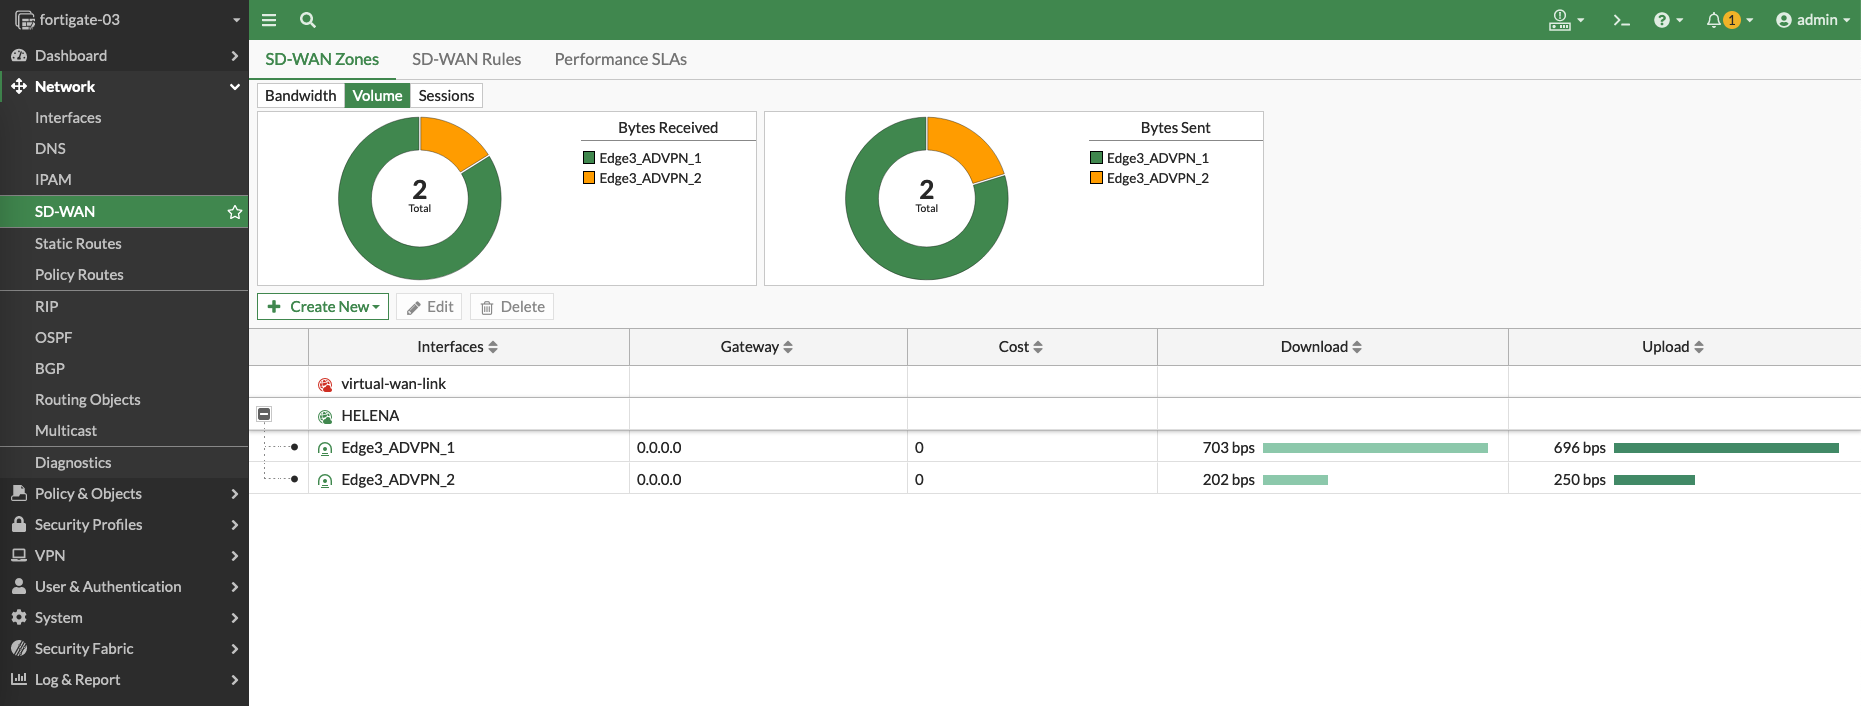 fortigate-03
1
admin
Dashboard
Network
Interfaces
DNS
IPAM
SD-WAN
Static Routes
Policy Routes
RIP
OSPF
BGP
Routing Objects
Multicast
Diagnostics
Policy & Objects
Security Profiles
VPN
User & Authentication
System
Security Fabric
Log & Report
SD-WAN Zones SD-WAN Rules Performance SLAs
Bandwidth Volume Sessions
2
Total
Bytes Received
Edge3_ADVPN_1
Edge3_ADVPN_2
2
Total
Bytes Sent
Edge3_ADVPN_1
Edge3_ADVPN_2
Create New Edit Delete
Interfaces Gateway Cost Download Upload
virtual-wan-link
HELENA
Edge3_ADVPN_1 0.0.0.0 0 703 bps 696 bps
Edge3_ADVPN_2 0.0.0.0 0 202 bps 250 bps